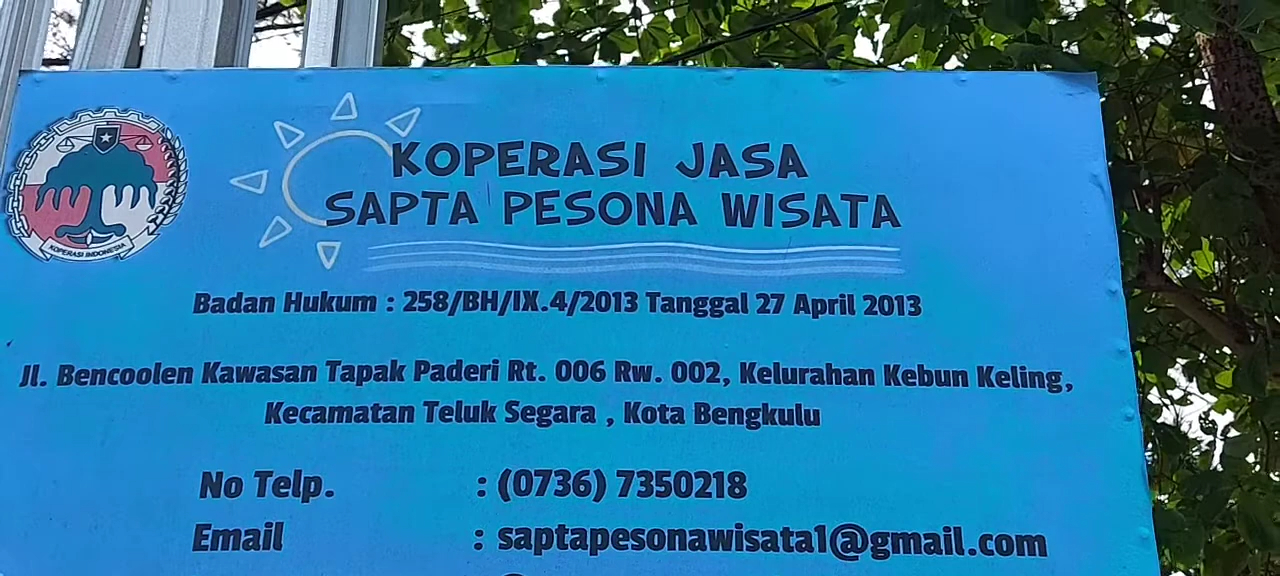 KOPERASI INDONESIA
KOPERASI JASA
SAPTA PESONA WISATA
Badan Hukum : 258/BH/IX.4/2013 Tanggal 27 April 2013
Jl. Bencoolen Kawasan Tapak Paderi Rt. 006 Rw. 002, Kelurahan Kebun Keling,
Kecamatan Teluk Segara , Kota Bengkulu
No Telp. : (0736) 7350218
Email : saptapesonawisata1@gmail.com